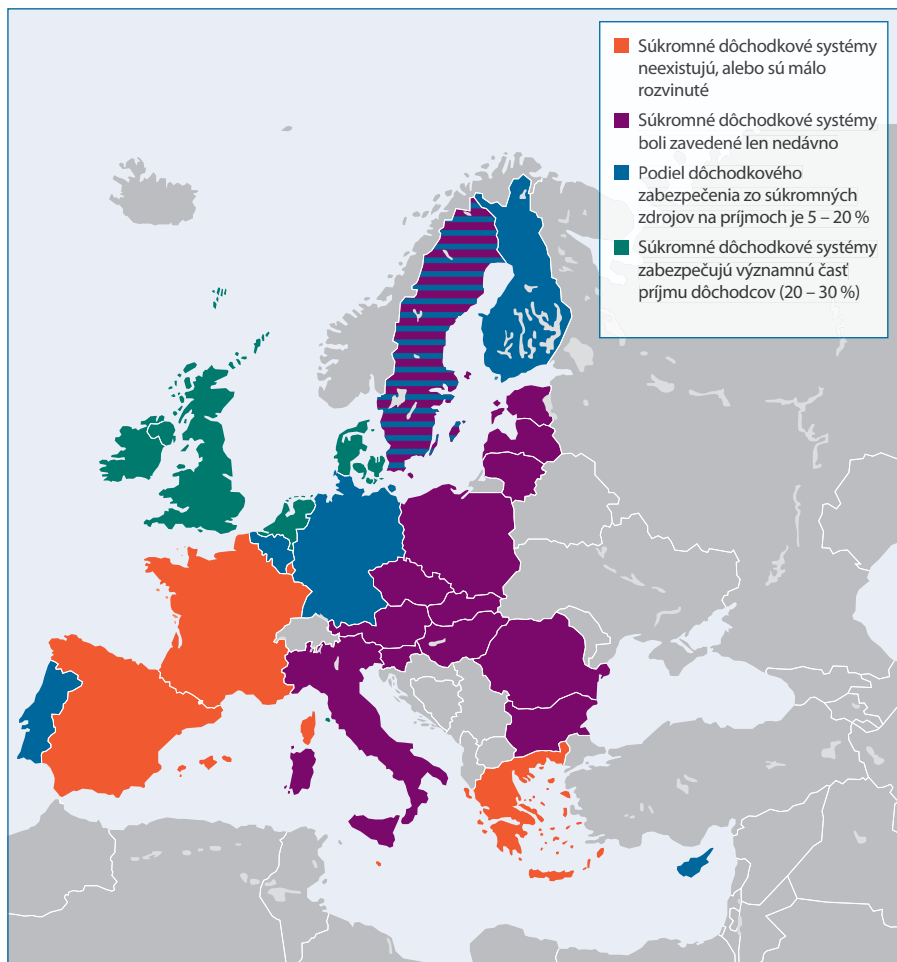 Súkromné dôchodkové systémy
neexistujú, alebo sú málo
rozvinuté
Súkromné dôchodkové systémy
boli zavedené len nedávno
Podiel dôchodkového
zabezpečenia zo súkromných
zdrojov na príjmoch je 5 – 20 %
Súkromné dôchodkové systémy
zabezpečujú významnú časť
príjmu dôchodcov (20 – 30 %)